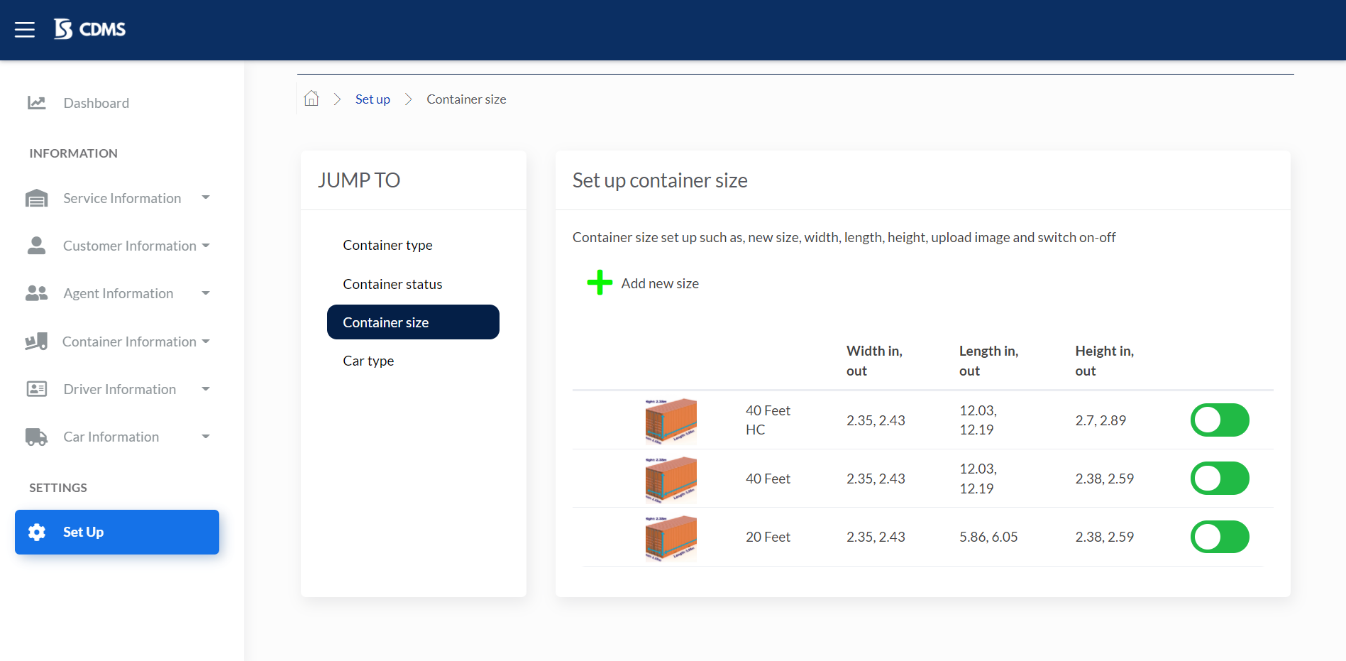 CDMS
Dashboard
INFORMATION
Service Information
Customer Information
Agent Information
Container Information
Driver Information
Car Information
SETTINGS
Set Up
Set up
Container size
JUMP TO
Container type
Container status
Container size
Car type
Set up container size
Container size set up such as, new size, width, length, height, upload image and switch on-off
Add new size
Width in,
out
Length in,
out
Height in,
out
40 Feet
HC
2.35, 2.43
12.03,
12.19
2.7, 2.89
40 Feet
2.35, 2.43
12.03,
12.19
2.38, 2.59
20 Feet
2.35, 2.43
5.86, 6.05
2.38, 2.59